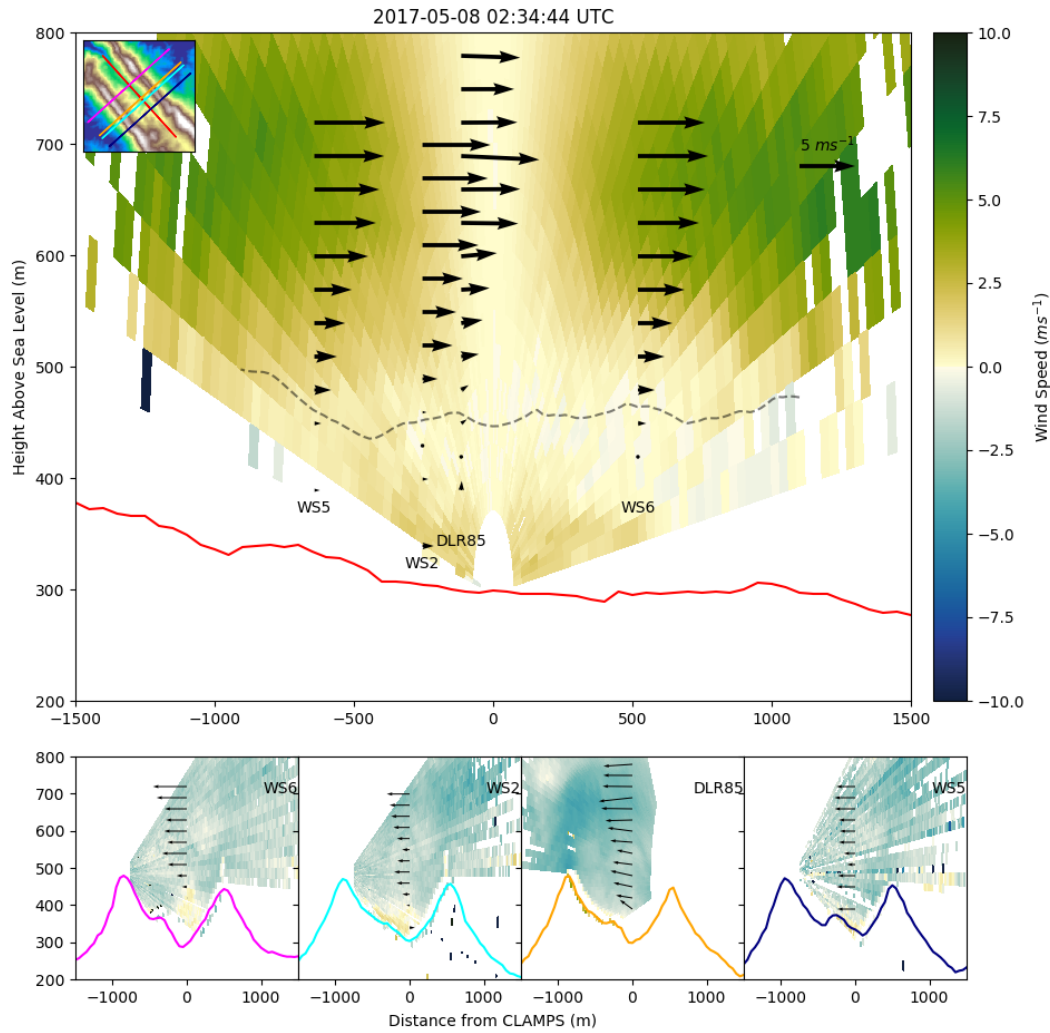 2017-05-08 02:34:44 UTC
800
700
600
500
400
300
200
Height Above Sea Level (m)
5 ms⁻¹
WS5
DLR85
WS2
WS6
−1500
−1000
−500
0
500
1000
1500
10.0
7.5
5.0
2.5
0.0
−2.5
−5.0
−7.5
−10.0
Wind Speed (ms⁻¹)
800
700
600
500
400
300
200
WS6
WS2
DLR85
WS5
−1000 0 1000
−1000 0 1000
−1000 0 1000
−1000 0 1000
Distance from CLAMPS (m)